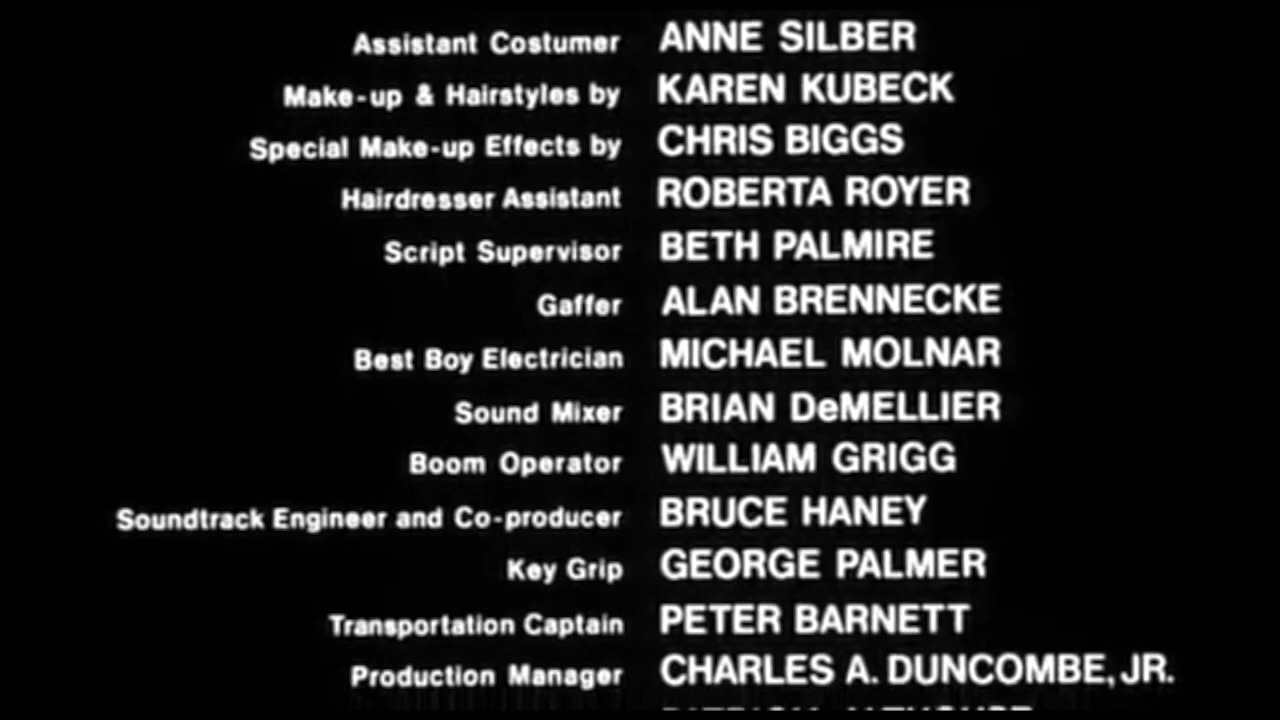 Assistant Costumer ANNE SILBER
Make-up & Hairstyles by KAREN KUBECK
Special Make-up Effects by CHRIS BIGGS
Hairdresser Assistant ROBERTA ROYER
Script Supervisor BETH PALMIRE
Gaffer ALAN BRENNECKE
Best Boy Electrician MICHAEL MOLNAR
Sound Mixer BRIAN DeMELLIER
Boom Operator WILLIAM GRIGG
Soundtrack Engineer and Co-producer BRUCE HANEY
Key Grip GEORGE PALMER
Transportation Captain PETER BARNETT
Production Manager CHARLES A. DUNCOMBE, JR.